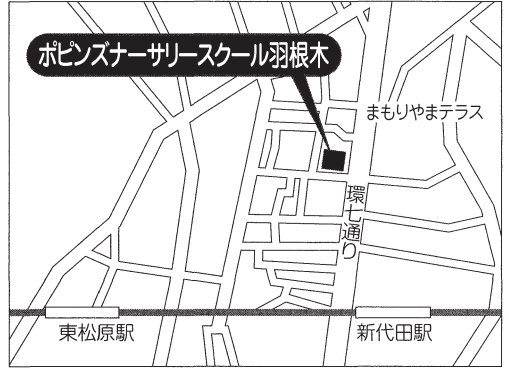 ポピンズナーサリースクール羽根木
まもりやまテラス
環七通り
東松原駅
新代田駅